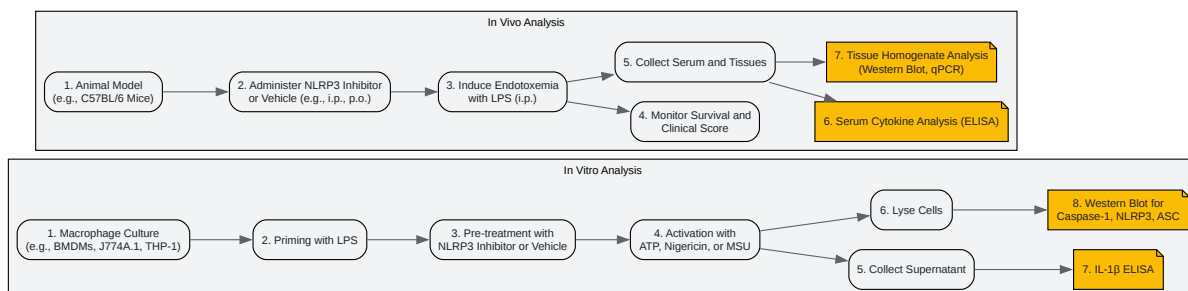 In Vivo Analysis
1. Animal Model
(e.g., C57BL/6 Mice)
2. Administer NLRP3 Inhibitor
or Vehicle (e.g., i.p., p.o.)
3. Induce Endotoxemia
with LPS (i.p.)
5. Collect Serum and Tissues
4. Monitor Survival and
Clinical Score
7. Tissue Homogenate Analysis
(Western Blot, qPCR)
6. Serum Cytokine Analysis (ELISA)
In Vitro Analysis
1. Macrophage Culture
(e.g., BMDMs, J774A.1, THP-1)
2. Priming with LPS
3. Pre-treatment with
NLRP3 Inhibitor or Vehicle
4. Activation with
ATP, Nigericin, or MSU
6. Lyse Cells
5. Collect Supernatant
8. Western Blot for
Caspase-1, NLRP3, ASC
7. IL-1β ELISA